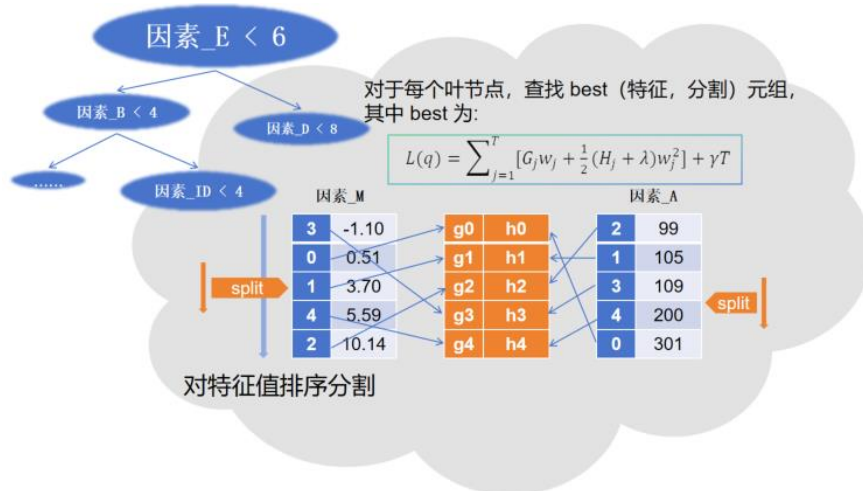 因素_E < 6
因素_B < 4
因素_D < 8
……
因素_ID < 4
对于每个叶节点，查找 best（特征，分割）元组，
其中 best 为:
L(q) = ∑_{j=1}^{T} [G_j w_j + \frac{1}{2} (H_j + λ)w_j^2] + γT
因素_M
因素_A
3 -1.10
0 0.51
1 3.70
4 5.59
2 10.14
g0 h0
g1 h1
g2 h2
g3 h3
g4 h4
2 99
1 105
3 109
4 200
0 301
split
split
对特征值排序分割